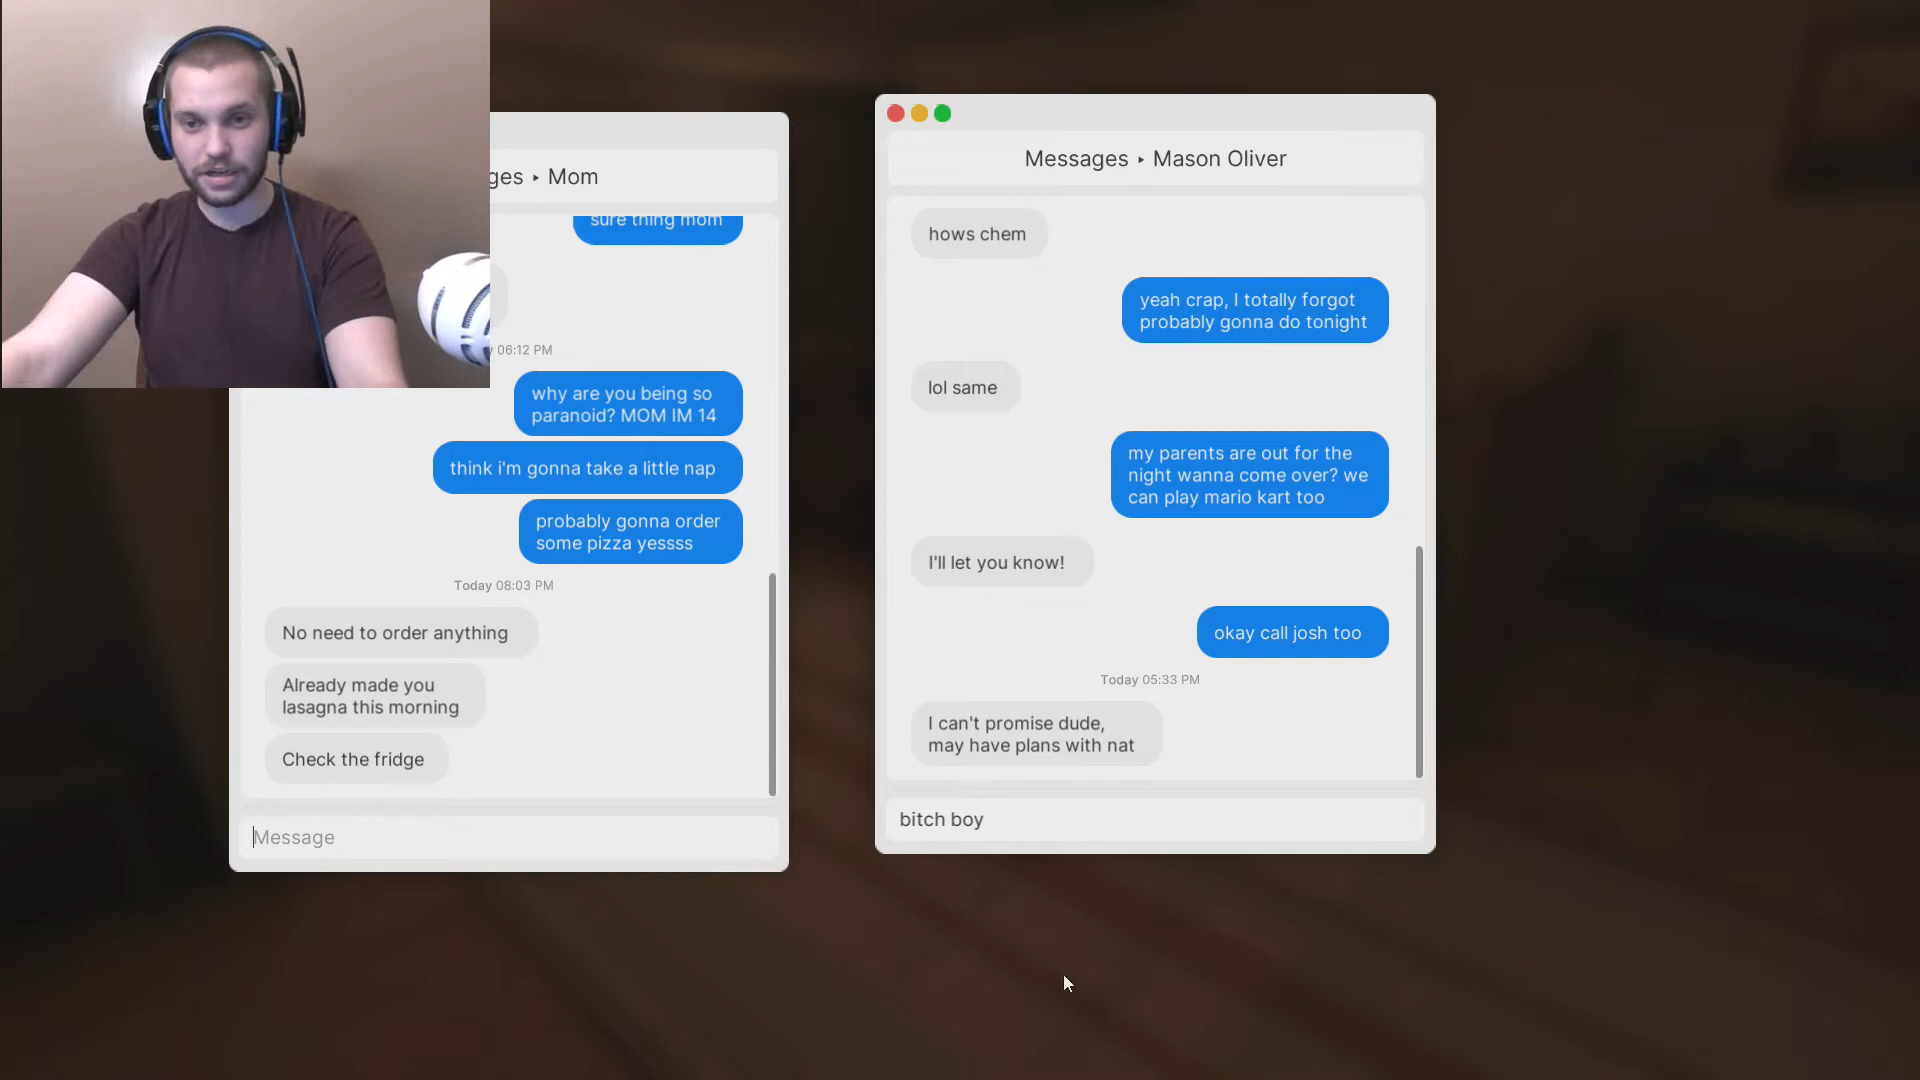 ges ▸ Mom
sure thing mom
06:12 PM
why are you being so
paranoid? MOM IM 14
think i'm gonna take a little nap
probably gonna order
some pizza yessss
Today 08:03 PM
No need to order anything
Already made you
lasagna this morning
Check the fridge
Message
Messages ▸ Mason Oliver
hows chem
yeah crap, I totally forgot
probably gonna do tonight
lol same
my parents are out for the
night wanna come over? we
can play mario kart too
I'll let you know!
okay call josh too
Today 05:33 PM
I can't promise dude,
may have plans with nat
bitch boy